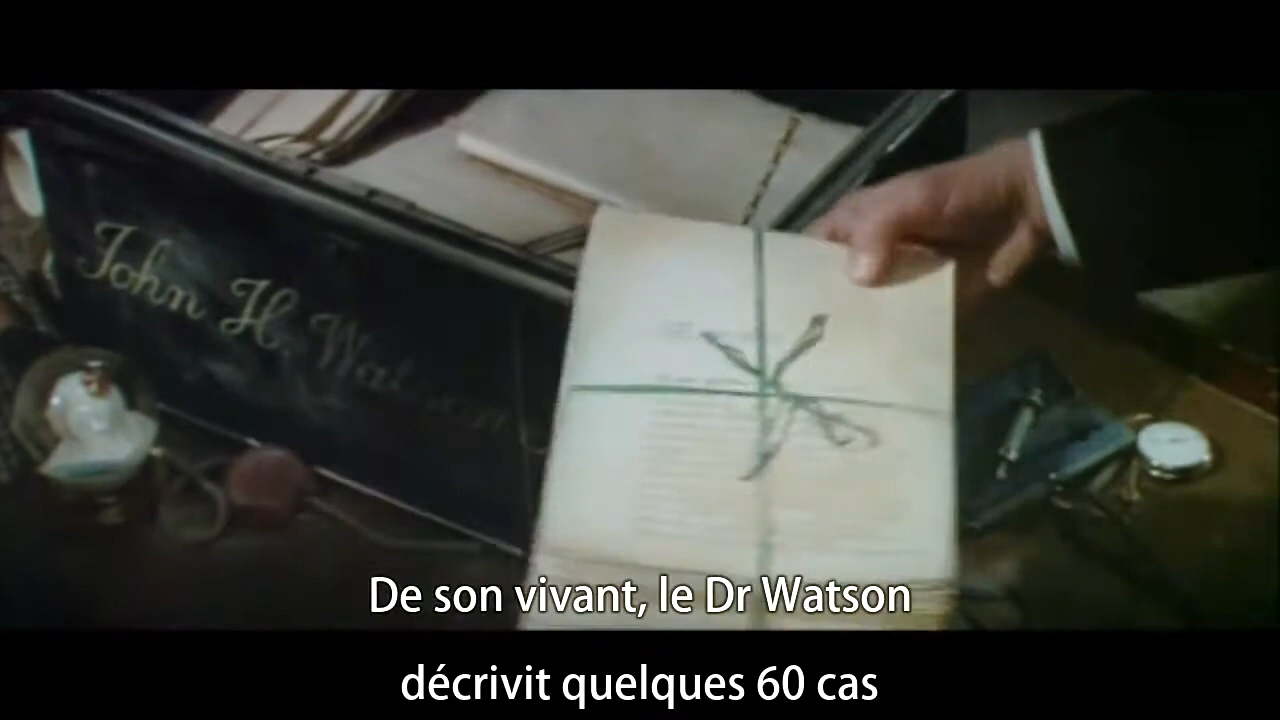 John H. Watson
De son vivant, le Dr Watson
décrivit quelques 60 cas